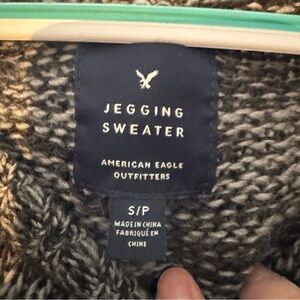 JEGGING
SWEATER
AMERICAN EAGLE
OUTFITTERS
S/P
MADE IN CHINA
FABRIQUÉ EN
CHINE